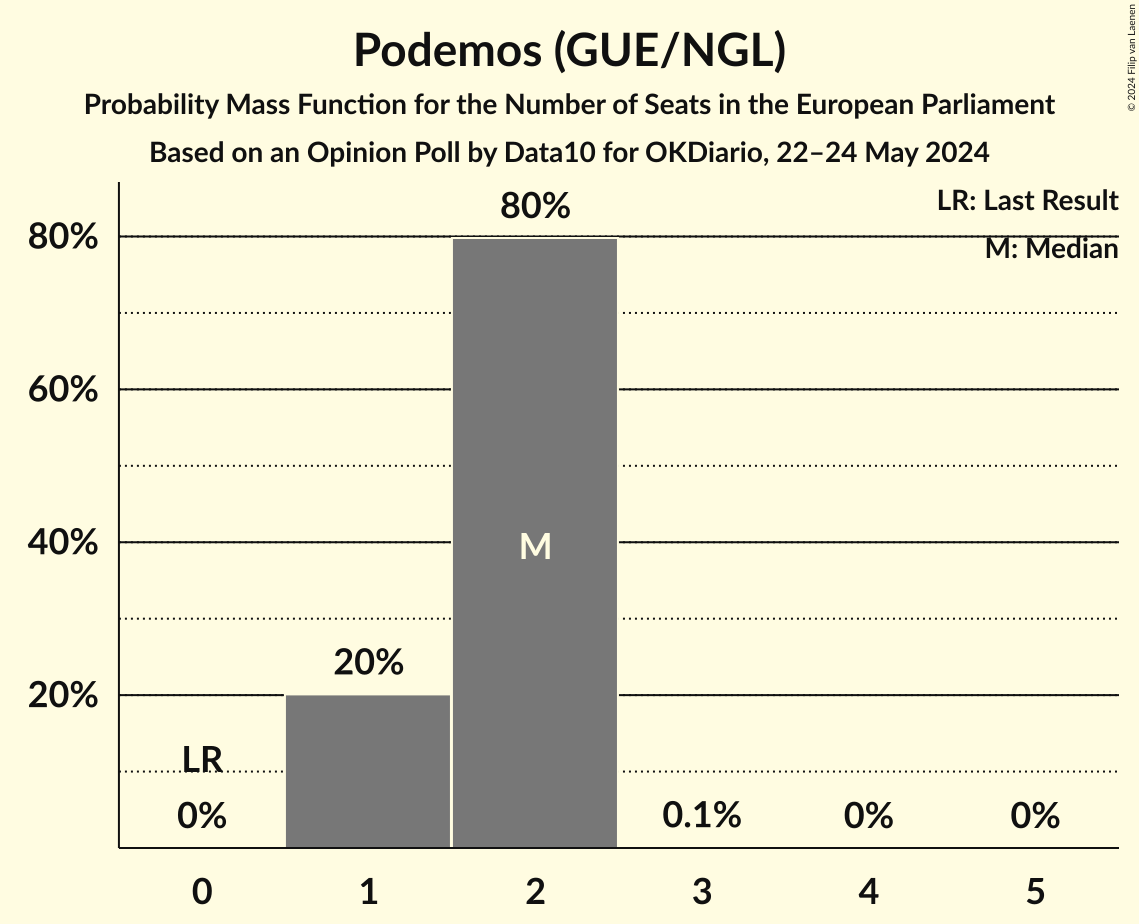 Podemos (GUE/NGL)
Probability Mass Function for the Number of Seats in the European Parliament
Based on an Opinion Poll by Data10 for OKDiario, 22–24 May 2024
© 2024 Filip van Laenen
LR: Last Result
M: Median
80%
80%
60%
40%
M
20%
20%
LR
0%
0.1%
0%
0%
0
1
2
3
4
5